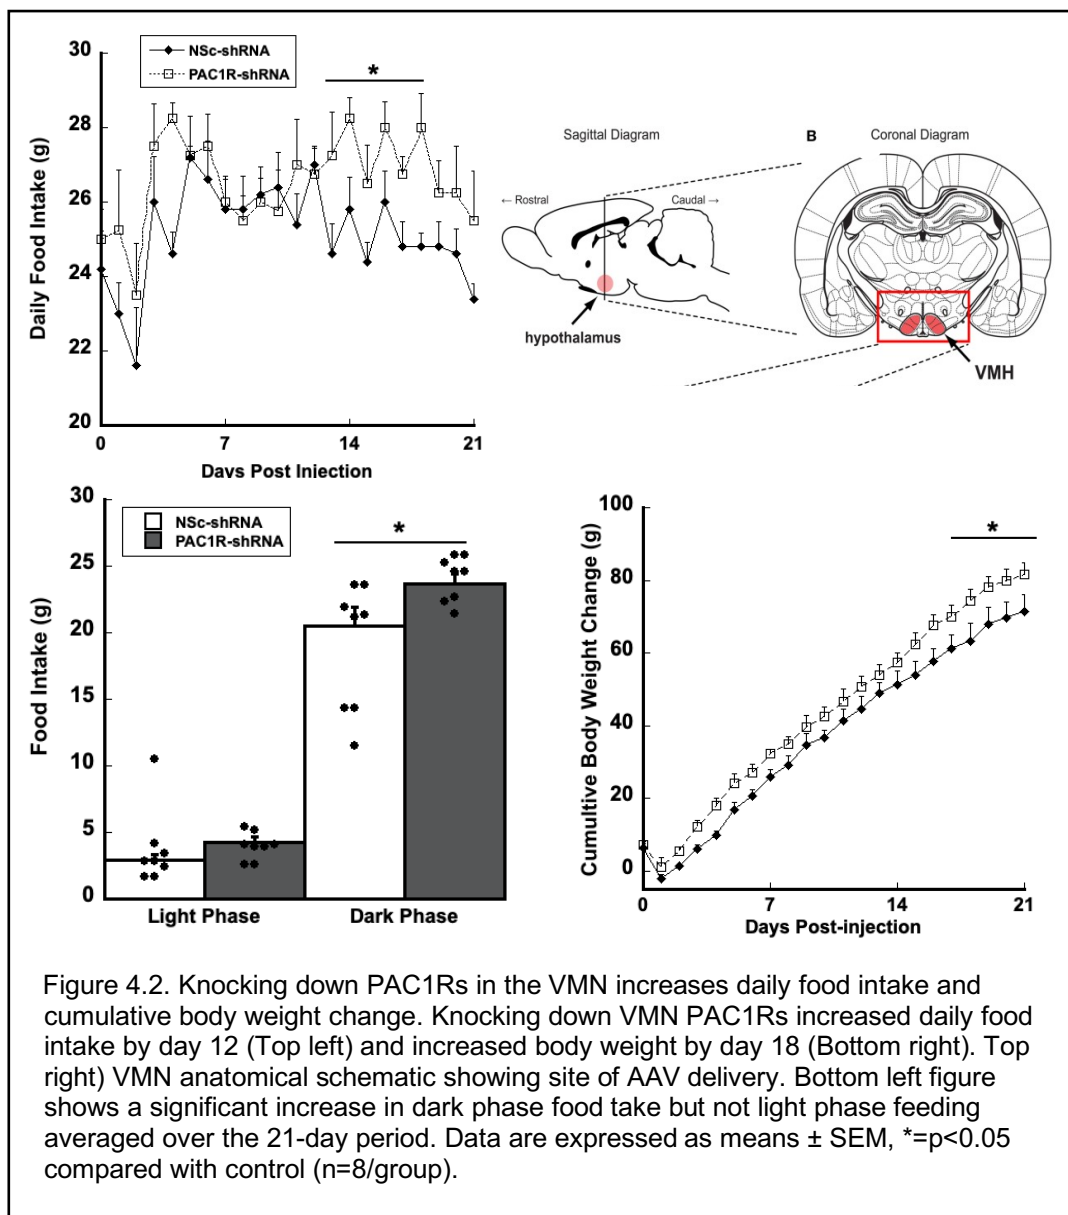 30
28
26
24
22
20
Daily Food Intake (g)
NSc-shRNA
PAC1R-shRNA
*
0 7 14 21
Days Post Injection
Sagittal Diagram
← Rostral
Caudal →
hypothalamus
B Coronal Diagram
VMH
30
25
20
15
10
5
0
Food Intake (g)
NSc-shRNA
PAC1R-shRNA
*
Light Phase Dark Phase
100
80
60
40
20
0
Cumultive Body Weight Change (g)
*
0 7 14 21
Days Post-injection
Figure 4.2. Knocking down PAC1Rs in the VMN increases daily food intake and
cumulative body weight change. Knocking down VMN PAC1Rs increased daily food
intake by day 12 (Top left) and increased body weight by day 18 (Bottom right). Top
right) VMN anatomical schematic showing site of AAV delivery. Bottom left figure
shows a significant increase in dark phase food take but not light phase feeding
averaged over the 21-day period. Data are expressed as means ± SEM, *=p<0.05
compared with control (n=8/group).